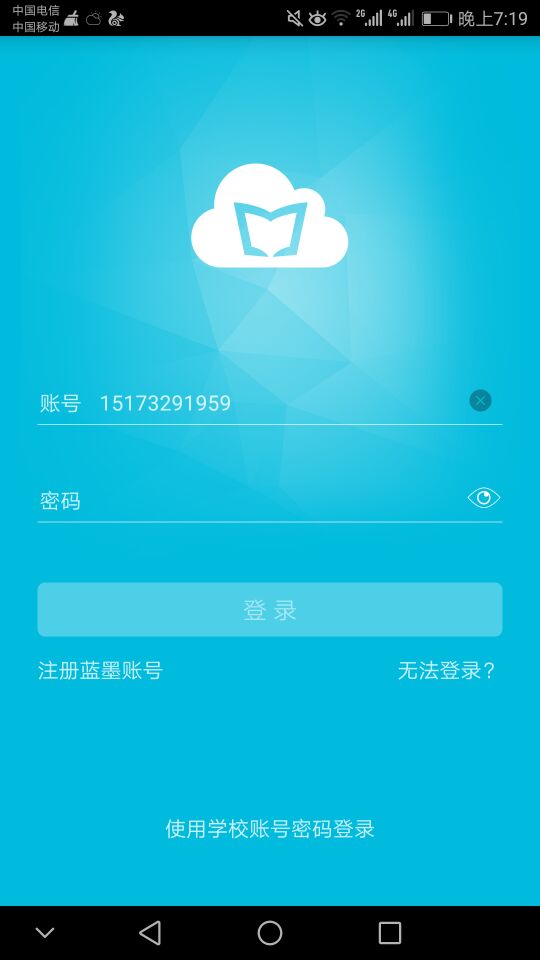 中国电信
中国移动
2G 4G 晚上7:19
账号 15173291959
密码
登 录
注册蓝墨账号 无法登录?
使用学校账号密码登录